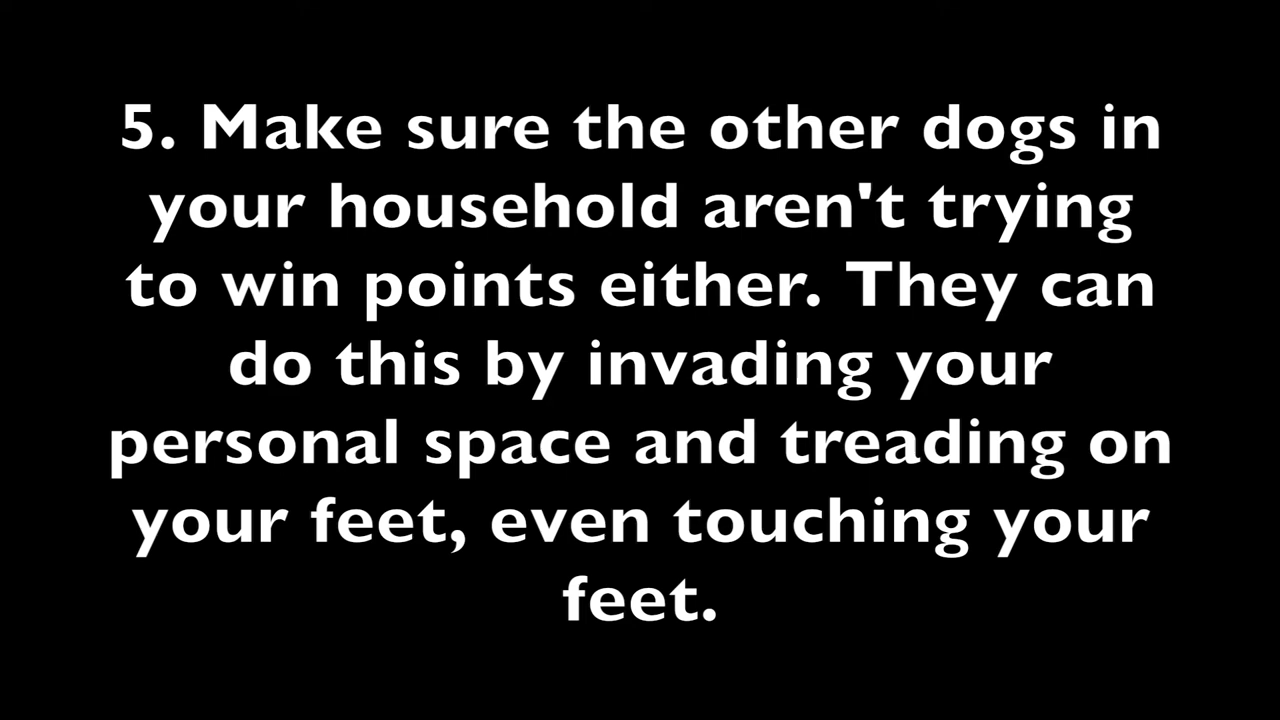 5. Make sure the other dogs in
your household aren't trying
to win points either. They can
do this by invading your
personal space and treading on
your feet, even touching your
feet.